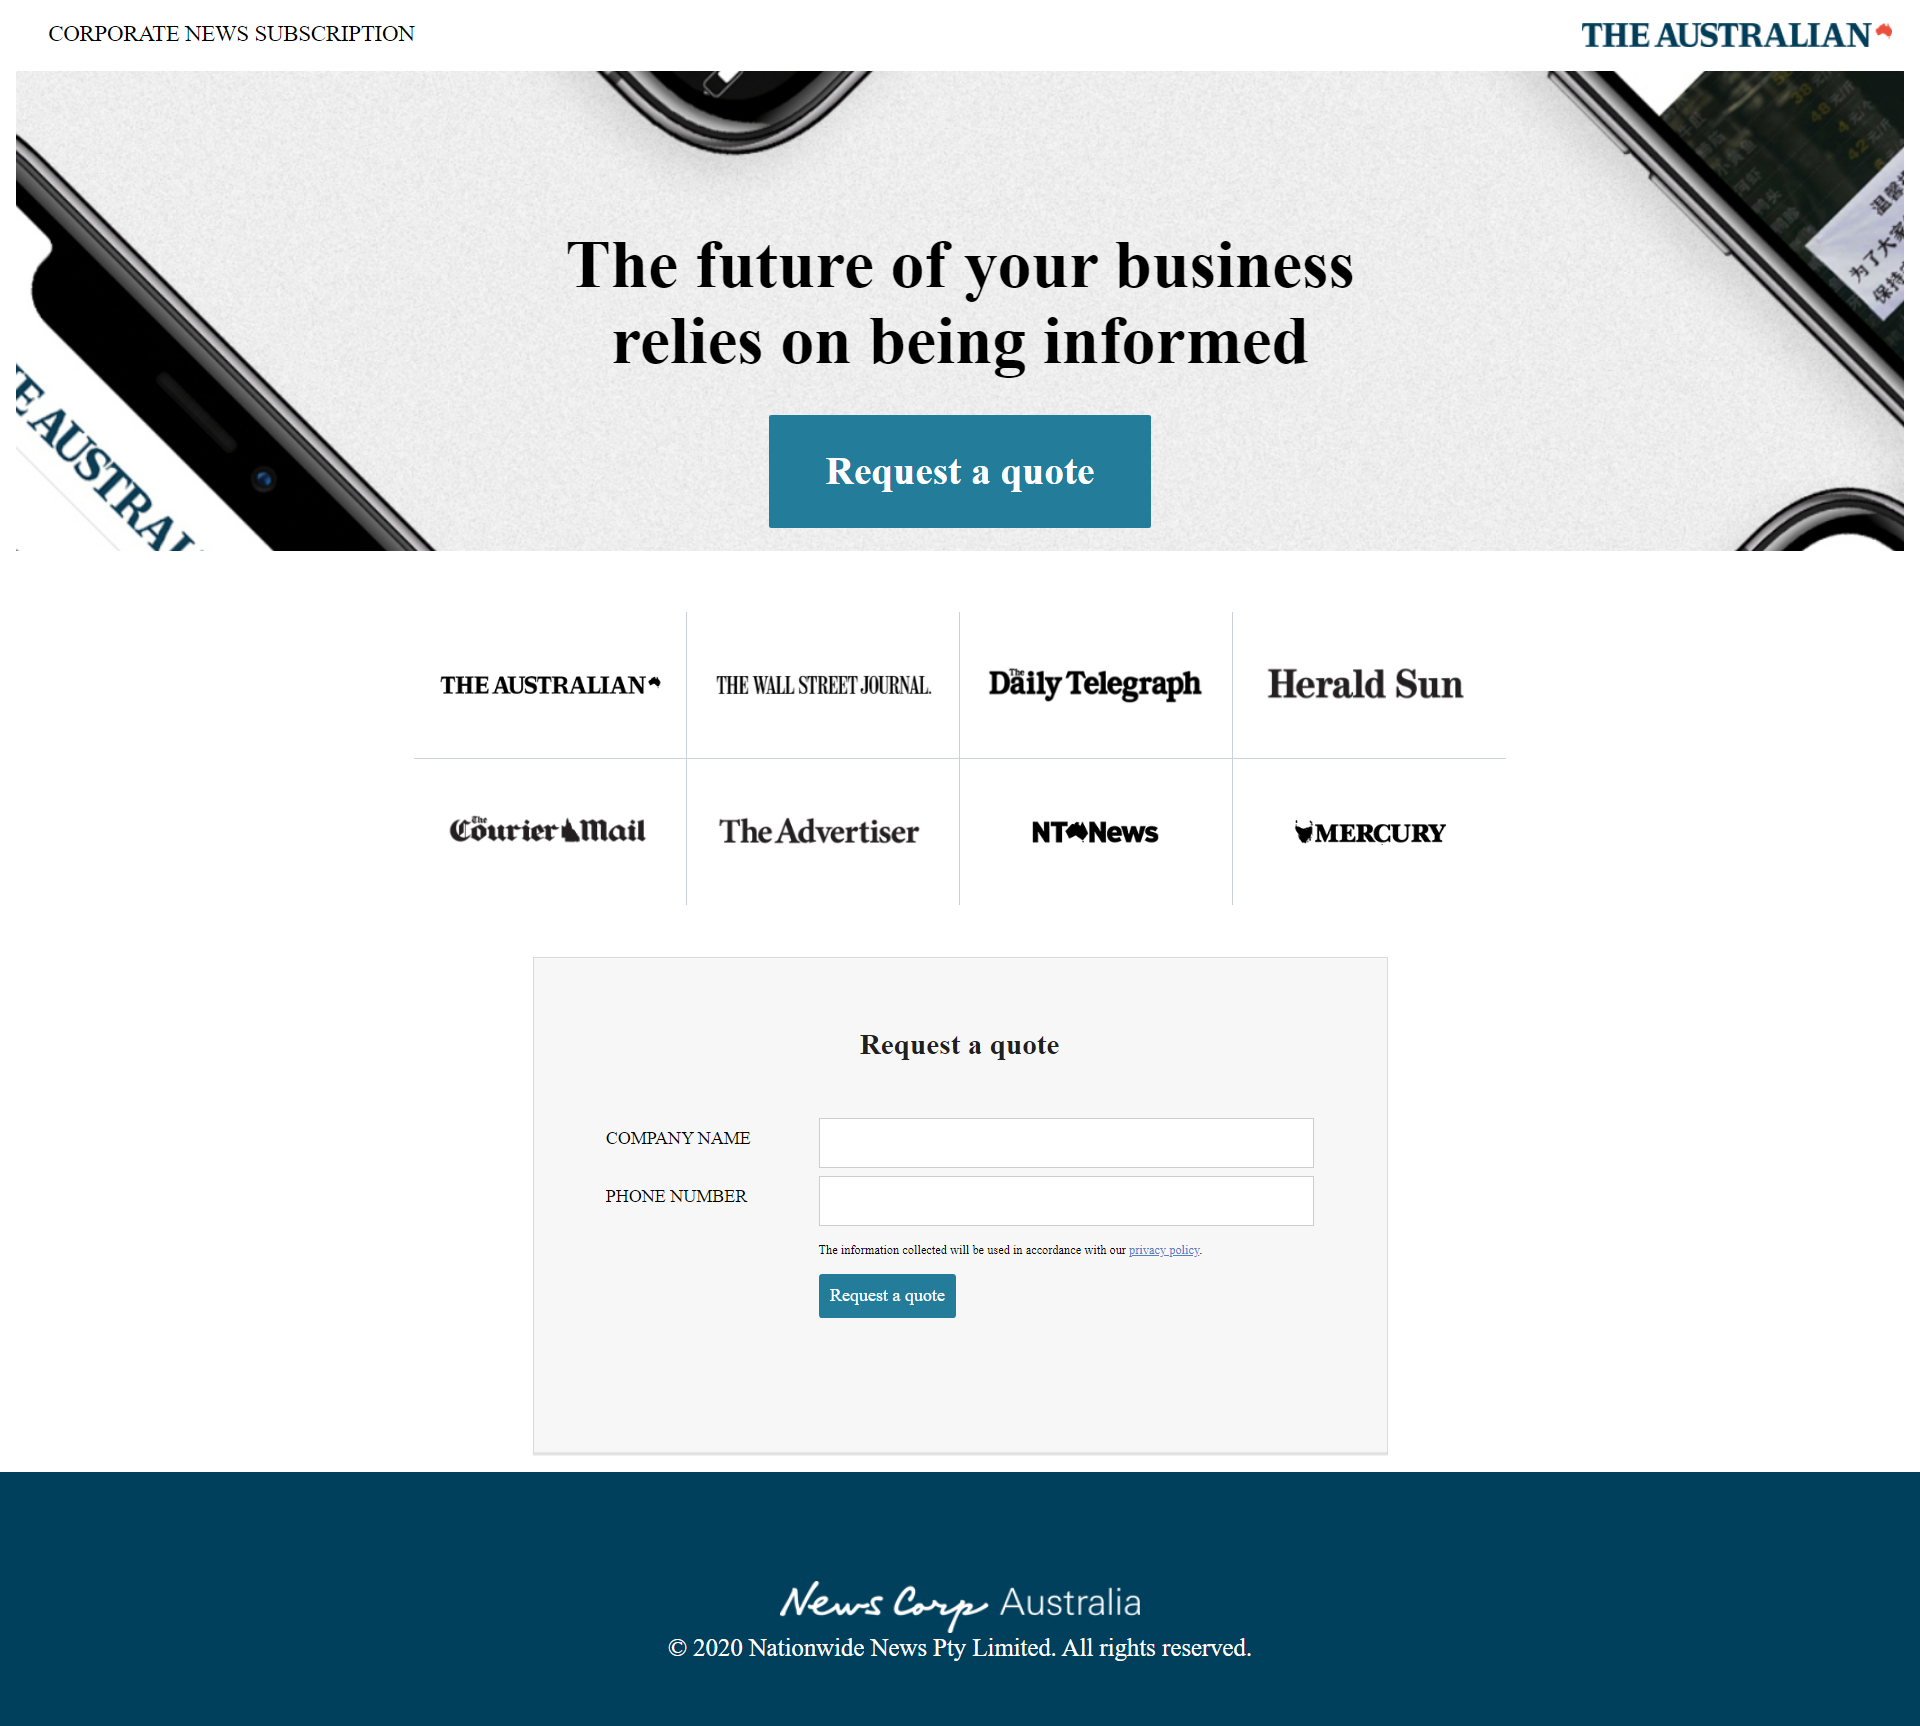 CORPORATE NEWS SUBSCRIPTION
THE AUSTRALIAN
The future of your business
relies on being informed
Request a quote
THE AUSTRALIAN
THE WALL STREET JOURNAL.
The Daily Telegraph
Herald Sun
The Courier Mail
The Advertiser
NT News
MERCURY
Request a quote
COMPANY NAME
PHONE NUMBER
The information collected will be used in accordance with our privacy policy.
Request a quote
News Corp Australia
© 2020 Nationwide News Pty Limited. All rights reserved.